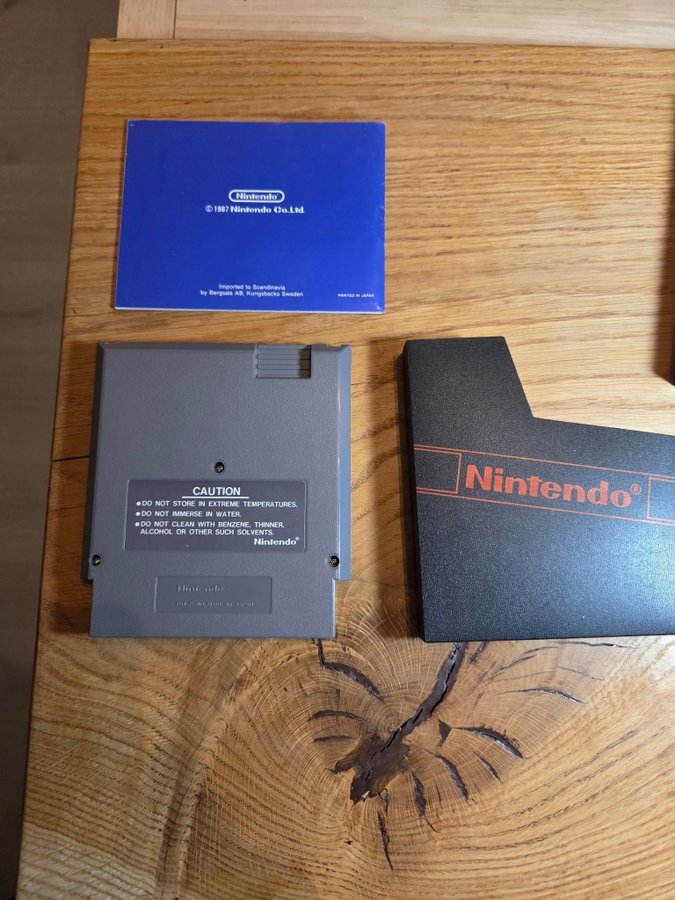 Nintendo®
© 1987 Nintendo Co., Ltd.
Imported to Scandinavia
by Bergsala AB, Kungsbacka Sweden
PRINTED IN JAPAN
CAUTION
● DO NOT STORE IN EXTREME TEMPERATURES.
● DO NOT IMMERSE IN WATER.
● DO NOT CLEAN WITH BENZENE, THINNER,
ALCOHOL OR OTHER SUCH SOLVENTS.
Nintendo®
Nintendo
Nintendo®